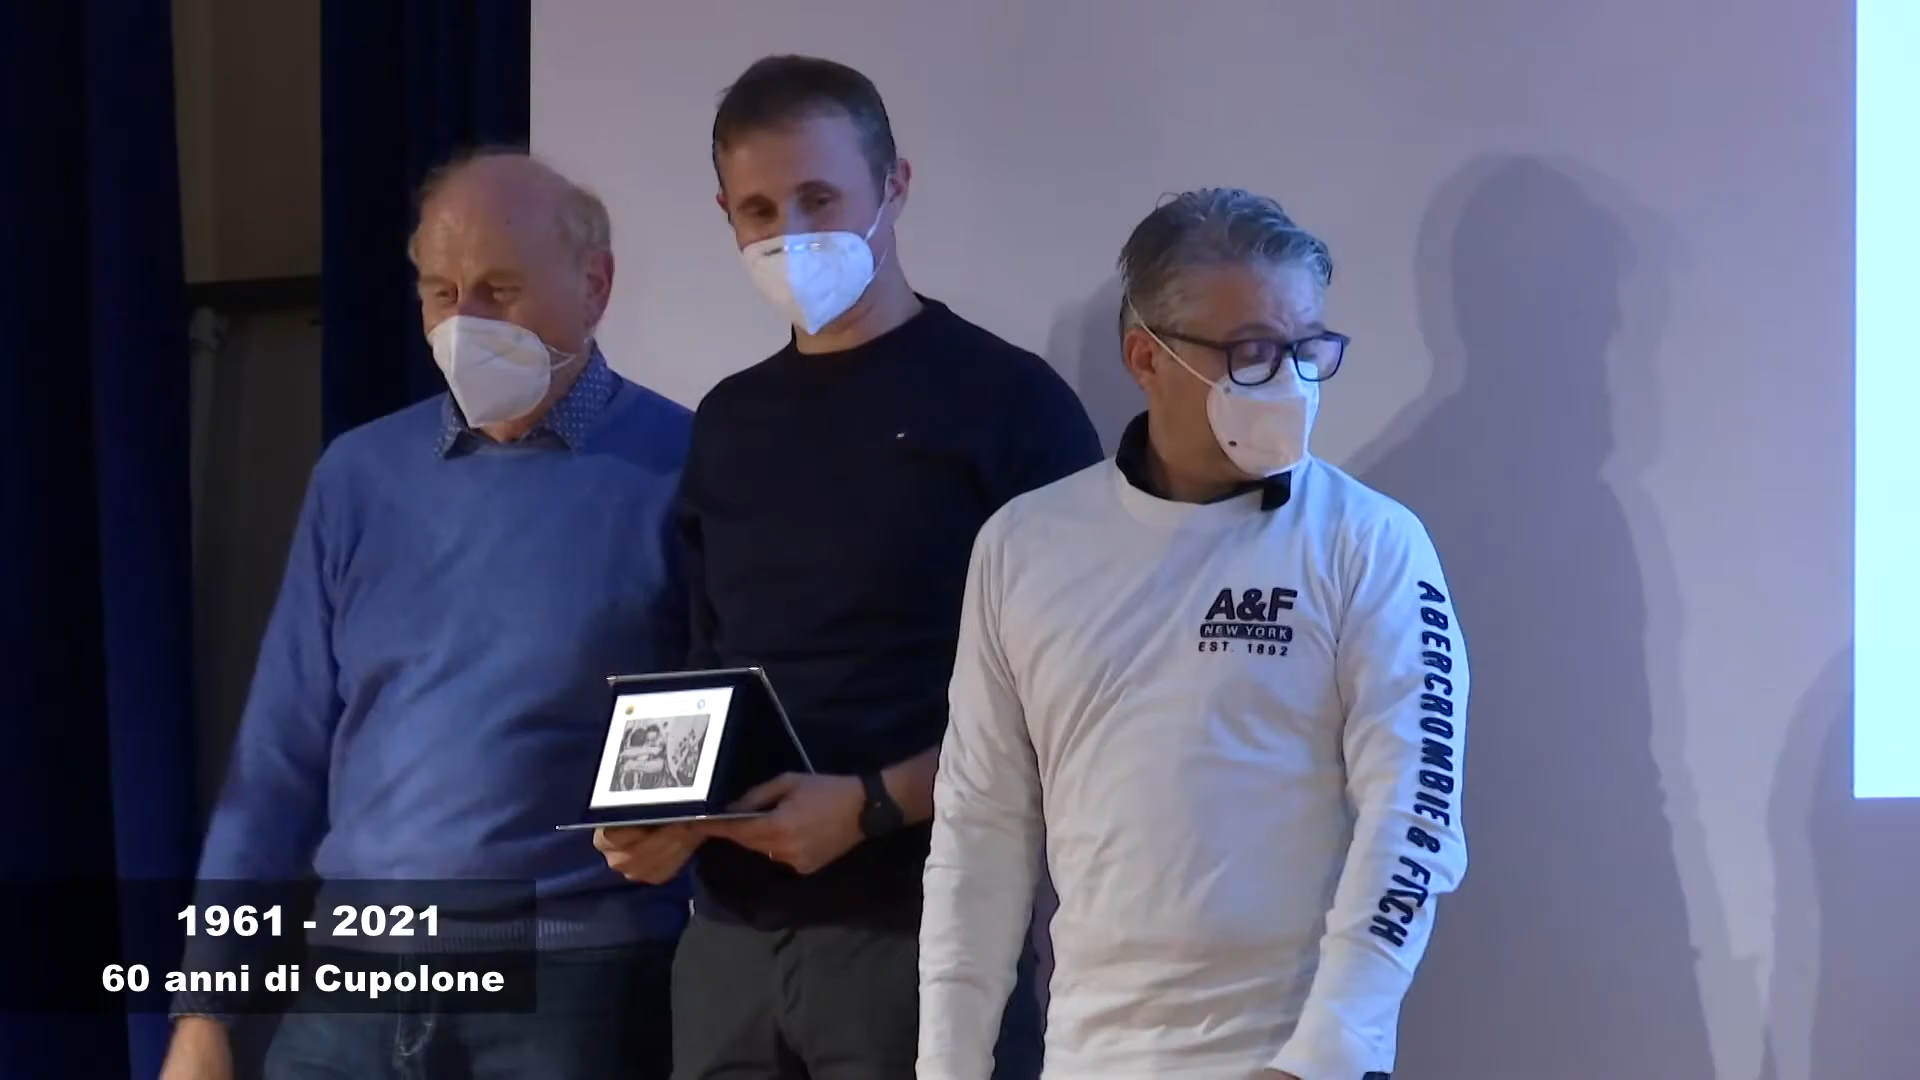 A&F
NEW YORK
EST. 1892
ABERCROMBIE & FITCH
1961 - 2021
60 anni di Cupolone